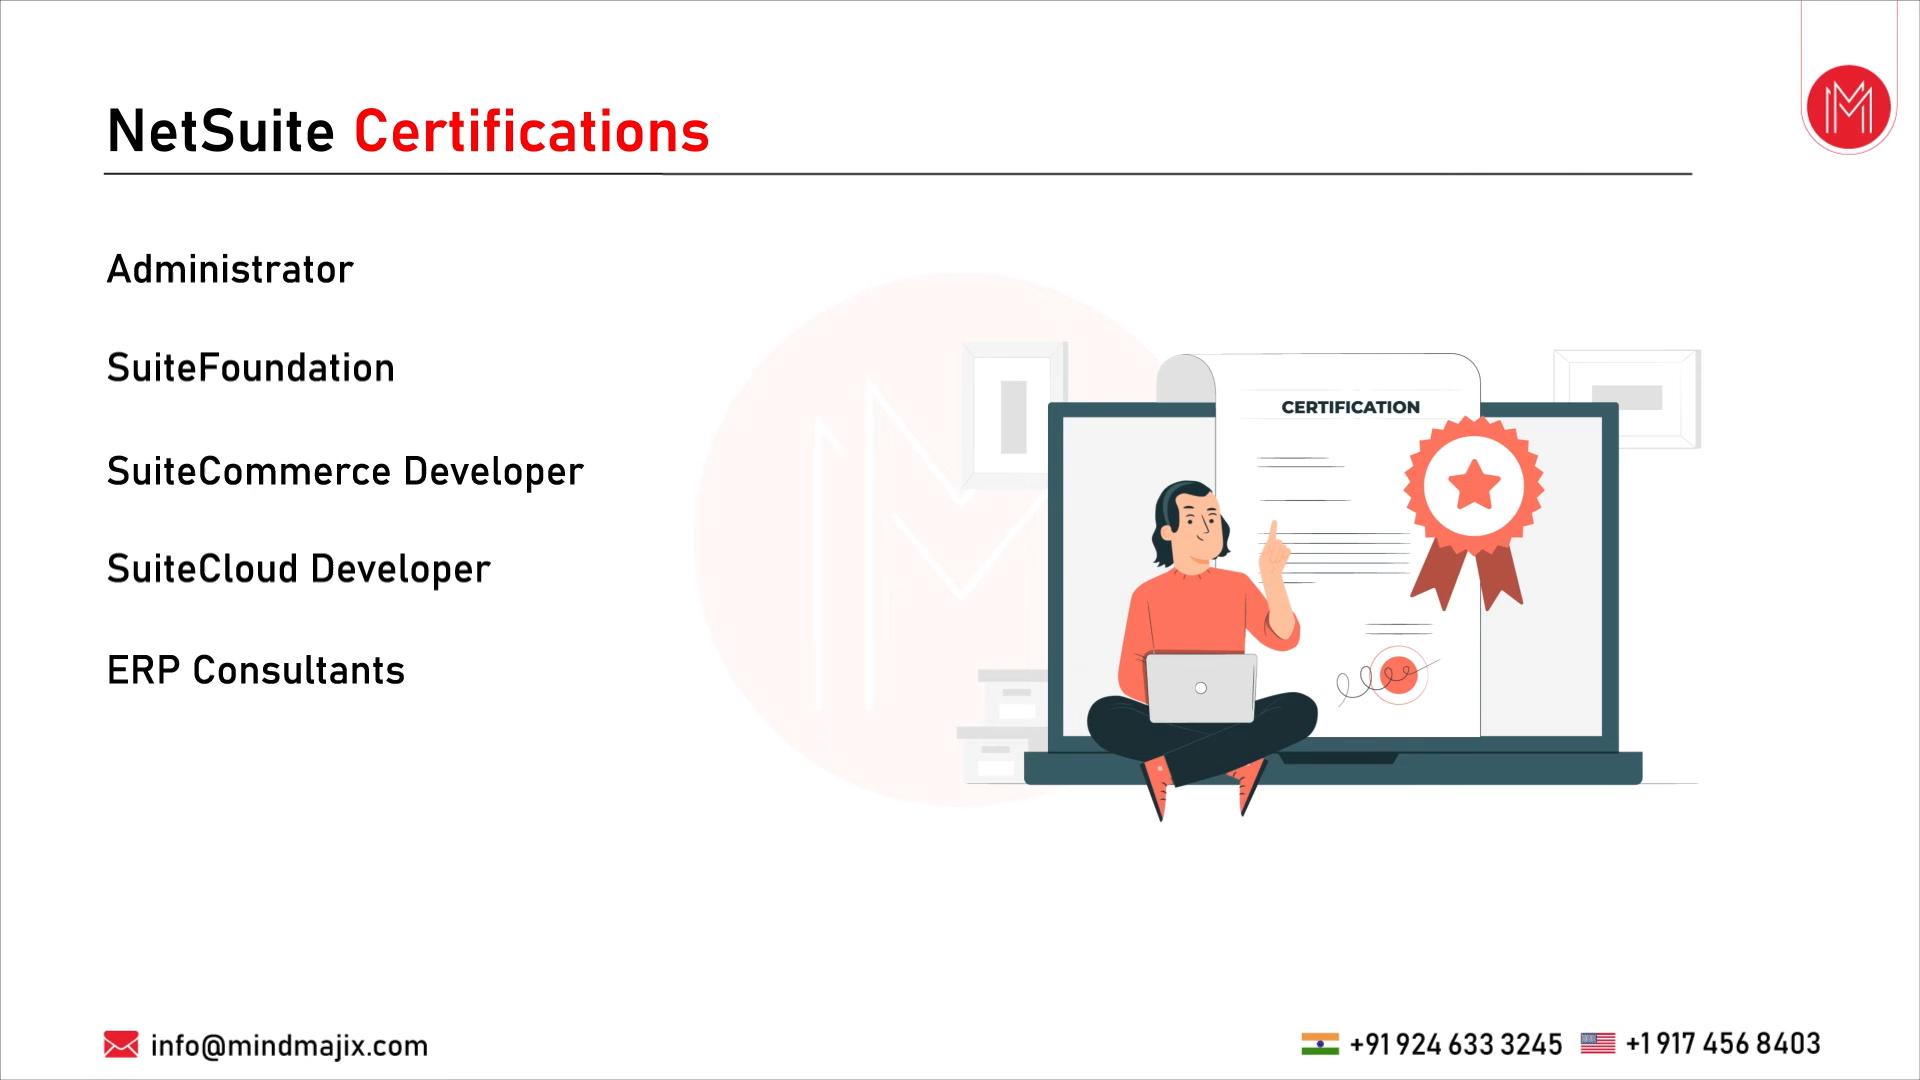 NetSuite Certifications
Administrator
SuiteFoundation
SuiteCommerce Developer
SuiteCloud Developer
ERP Consultants
CERTIFICATION
info@mindmajix.com
+91 924 633 3245
+1 917 456 8403